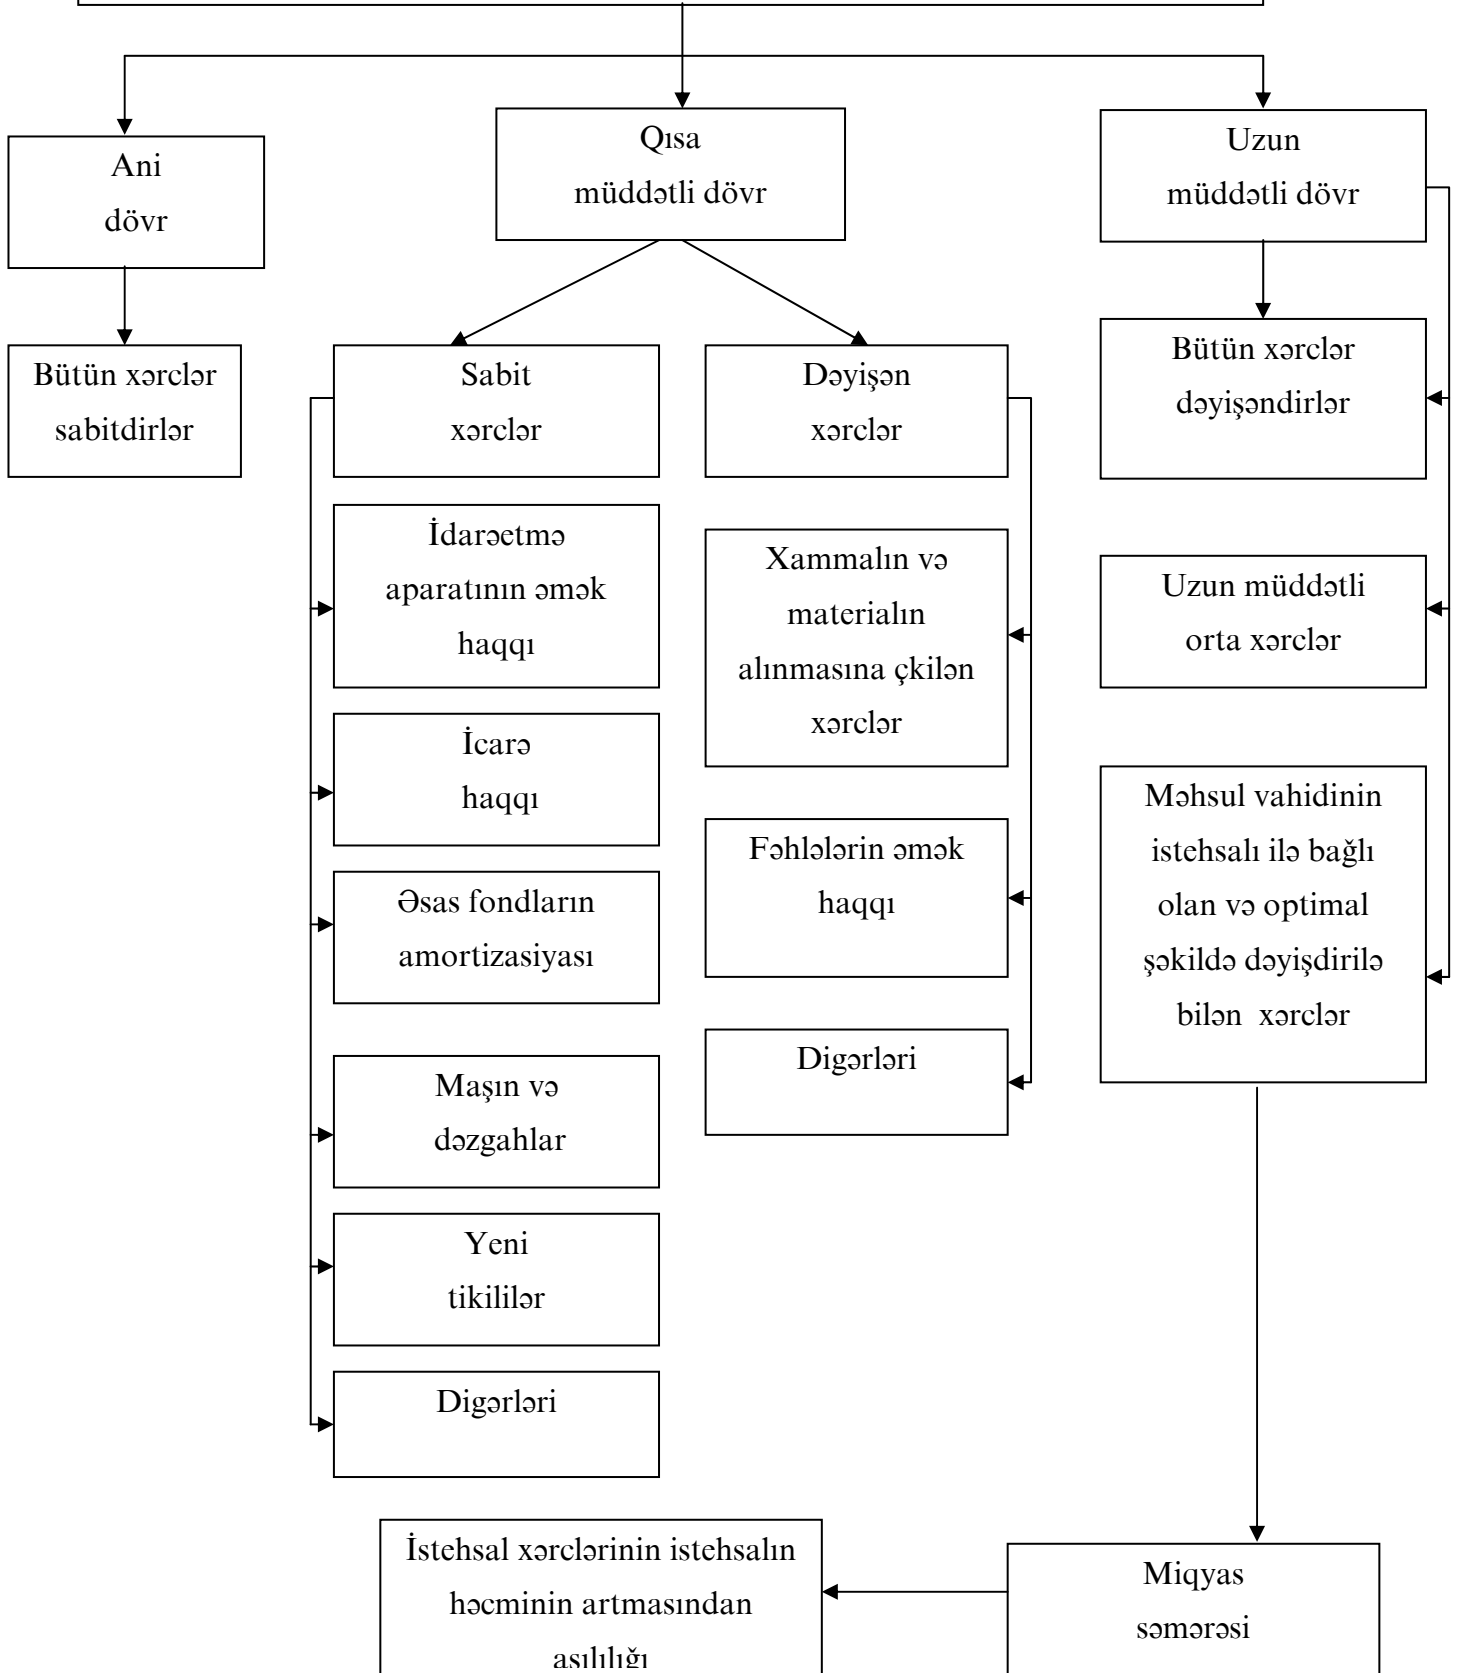 Ani
dövr
Qısa
müddətli dövr
Uzun
müddətli dövr
Bütün xərclər
sabitdirlər
Sabit
xərclər
Dəyişən
xərclər
Bütün xərclər
dəyişəndirlər
İdarəetmə
aparatının əmək
haqqı
İcarə
haqqı
Əsas fondların
amortizasiyası
Maşın və
dəzgahlar
Yeni
tikililər
Digərləri
Xammalın və
materialın
alınmasına çkilən
xərclər
Fəhlələrin əmək
haqqı
Digərləri
Uzun müddətli
orta xərclər
Məhsul vahidinin
istehsalı ilə bağlı
olan və optimal
şəkildə dəyişdirilə
bilən xərclər
İstehsal xərclərinin istehsalın
həcminin artmasından
asılılığı
Miqyas
səmərəsi